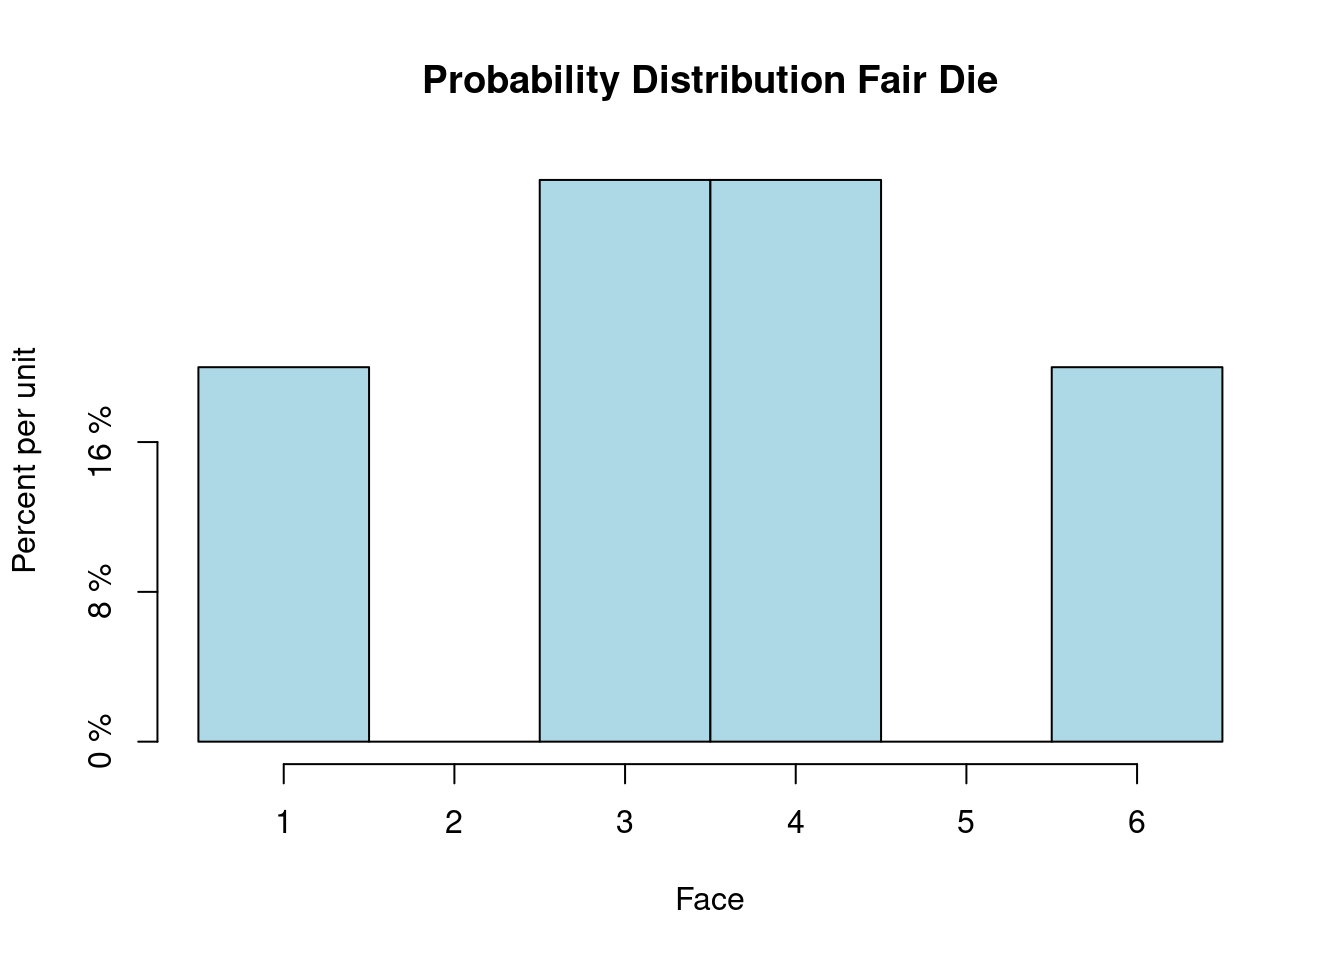 Probability Distribution Fair Die
Percent per unit
16 %
8 %
0 %
1 2 3 4 5 6
Face